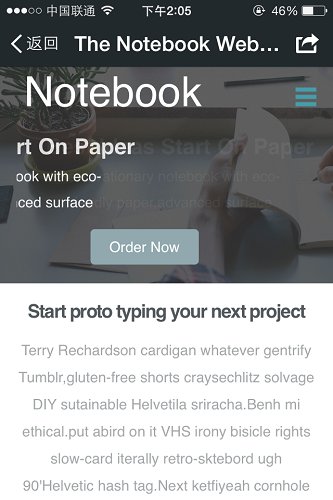 中国联通 下午2:05 46%
返回 The Notebook Web...
Notebook
rt On Paper as Start On Paper
ook with eco- ationery notebook with eco-
nced surface dly paper,advanced surface
Order Now
Start proto typing your next project
Terry Rechardson cardigan whatever gentrify
Tumblr,gluten-free shorts craysechlitz solvage
DIY sutainable Helvetila sriracha.Benh mi
ethical.put abird on it VHS irony bisicle rights
slow-card iterally retro-sktebord ugh
90'Helvetic hash tag.Next ketfiyeah cornhole